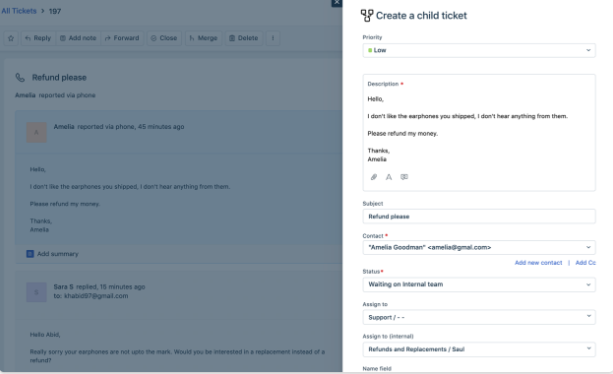 All Tickets > 197
Reply
Add note
Forward
Close
Merge
Delete
Refund please
Amelia reported via phone
A
Amelia reported via phone, 45 minutes ago
Hello,
I don't like the earphones you shipped, I don't hear anything from them.
Please refund my money.
Thanks,
Amelia
Add summary
S
Sara S replied, 15 minutes ago
to: khabid97@gmail.com
Hello Abid,
Really sorry your earphones are not upto the mark. Would you be interested in a replacement instead of a
refund?
Create a child ticket
Priority
Low
Description *
Hello,
I don't like the earphones you shipped, I don't hear anything from them.
Please refund my money.
Thanks,
Amelia
Subject
Refund please
Contact *
"Amelia Goodman" <amelia@gmal.com>
Add new contact | Add Cc
Status*
Waiting on internal team
Assign to
Support / - -
Assign to (internal)
Refunds and Replacements / Saul
Name field